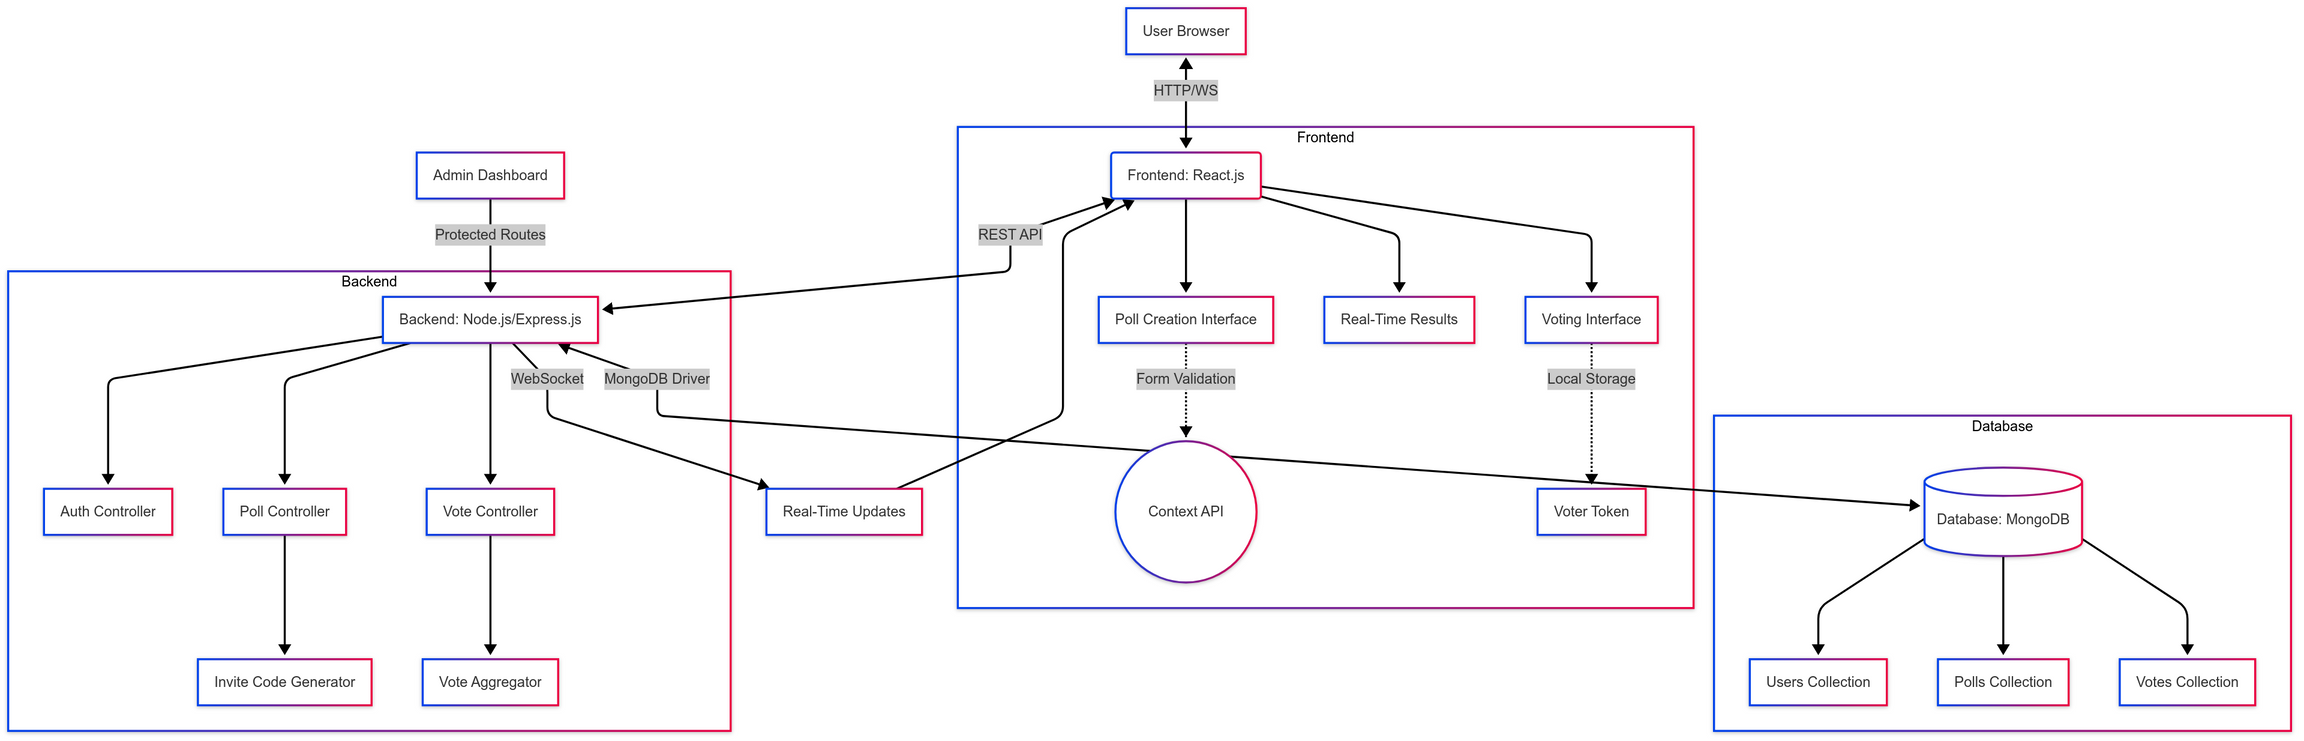 User Browser
HTTP/WS
Frontend
Admin Dashboard
Frontend: React.js
Protected Routes
REST API
Backend
Backend: Node.js/Express.js
Poll Creation Interface
Real-Time Results
Voting Interface
WebSocket
MongoDB Driver
Form Validation
Local Storage
Database
Auth Controller
Poll Controller
Vote Controller
Real-Time Updates
Context API
Voter Token
Database: MongoDB
Invite Code Generator
Vote Aggregator
Users Collection
Polls Collection
Votes Collection